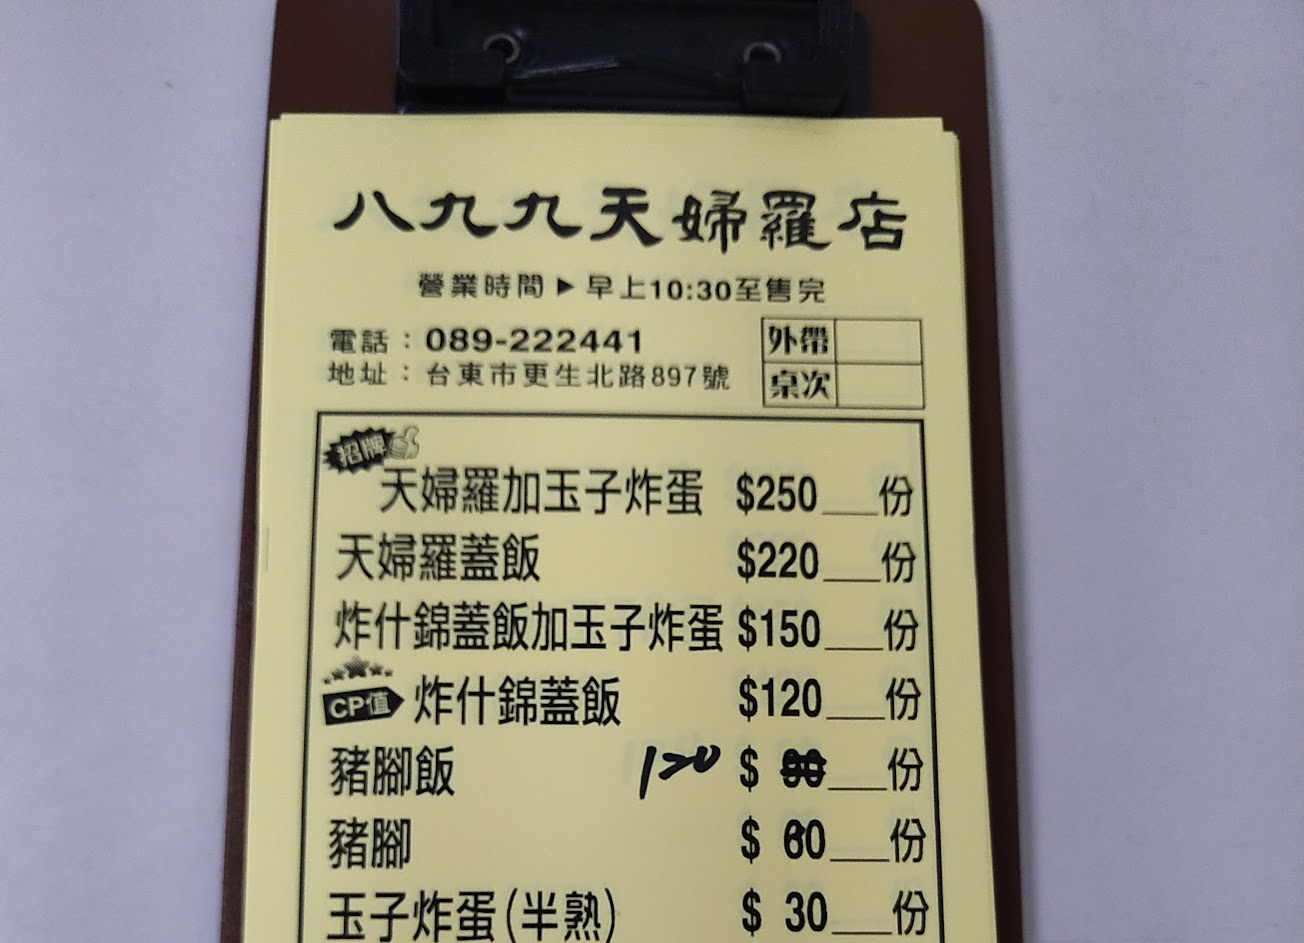 八九九天婦羅店
營業時間▶早上10:30至售完
電話：089-222441
地址：台東市更生北路897號
外帶
桌次
招牌
天婦羅加玉子炸蛋 $250___份
天婦羅蓋飯 $220___份
炸什錦蓋飯加玉子炸蛋 $150___份
CP值 炸什錦蓋飯 $120___份
豬腳飯 120 $ ___份
豬腳 $ 60___份
玉子炸蛋(半熟) $ 30___份